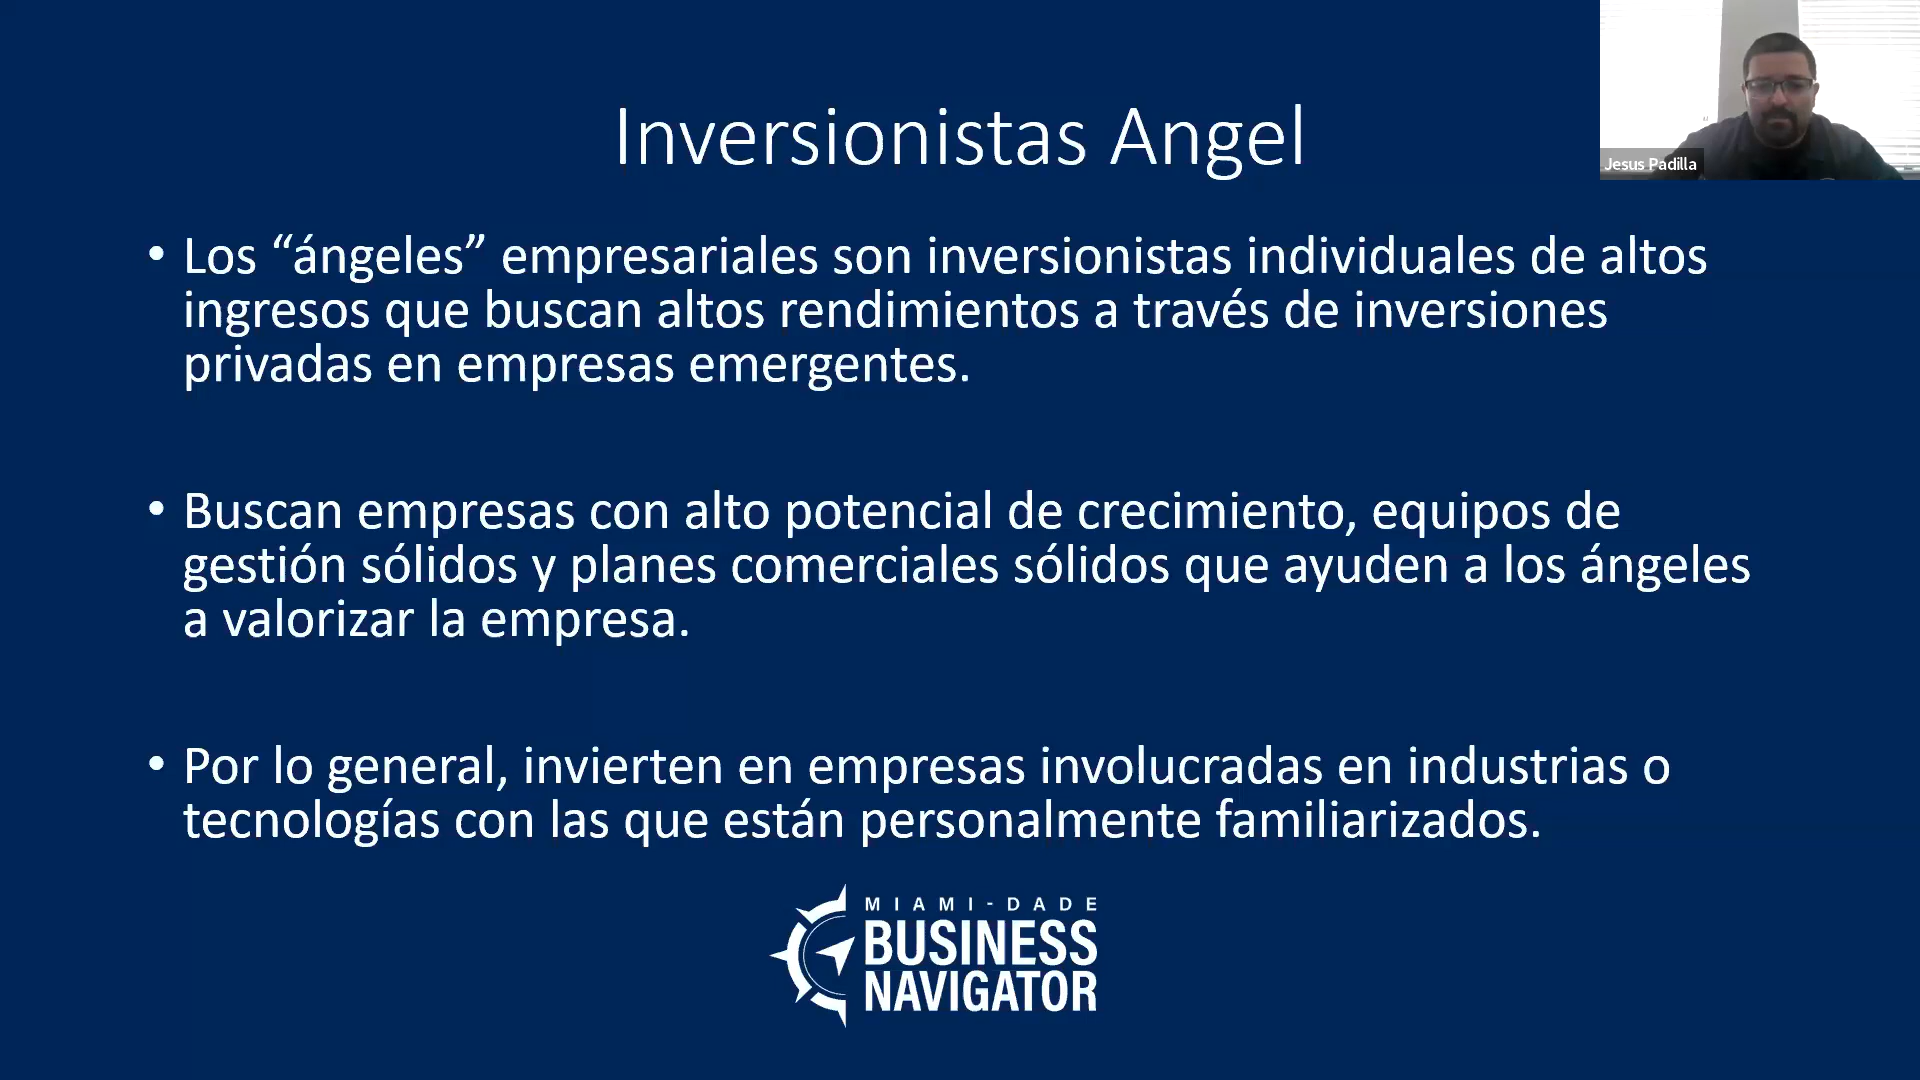 Inversionistas Angel
Jesus Padilla
• Los “ángeles” empresariales son inversionistas individuales de altos
ingresos que buscan altos rendimientos a través de inversiones
privadas en empresas emergentes.
• Buscan empresas con alto potencial de crecimiento, equipos de
gestión sólidos y planes comerciales sólidos que ayuden a los ángeles
a valorizar la empresa.
• Por lo general, invierten en empresas involucradas en industrias o
tecnologías con las que están personalmente familiarizados.
MIAMI-DADE
BUSINESS
NAVIGATOR